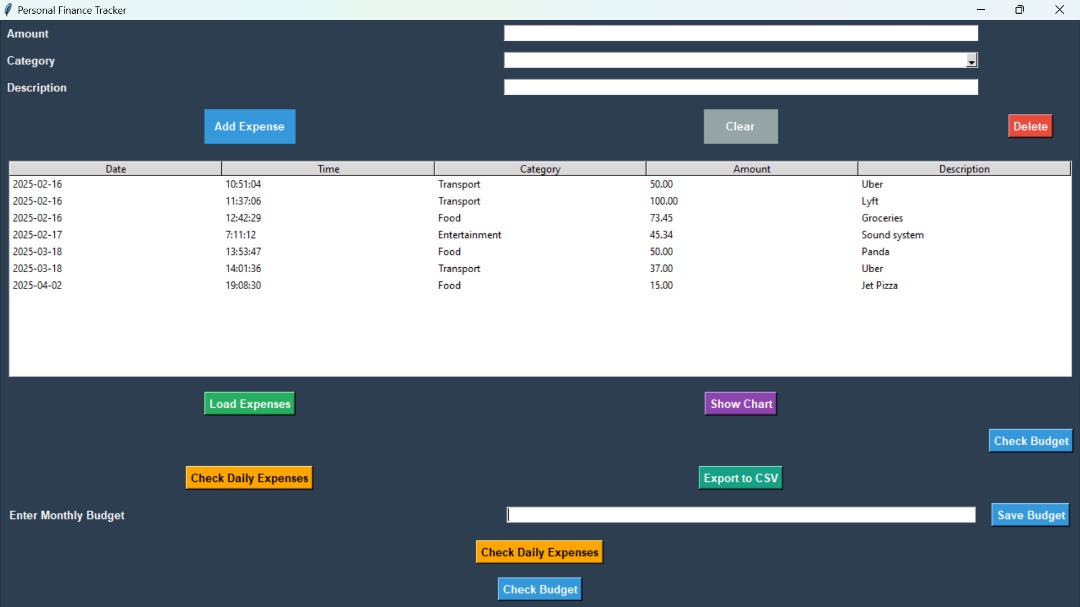 Personal Finance Tracker
Amount
Category
Description
Add Expense Clear Delete
Date Time Category Amount Description
2025-02-16 10:51:04 Transport 50.00 Uber
2025-02-16 11:37:06 Transport 100.00 Lyft
2025-02-16 12:42:29 Food 73.45 Groceries
2025-02-17 7:11:12 Entertainment 45.34 Sound system
2025-03-18 13:53:47 Food 50.00 Panda
2025-03-18 14:01:36 Transport 37.00 Uber
2025-04-02 19:08:30 Food 15.00 Jet Pizza
Load Expenses Show Chart
Check Budget
Check Daily Expenses Export to CSV
Enter Monthly Budget Save Budget
Check Daily Expenses
Check Budget